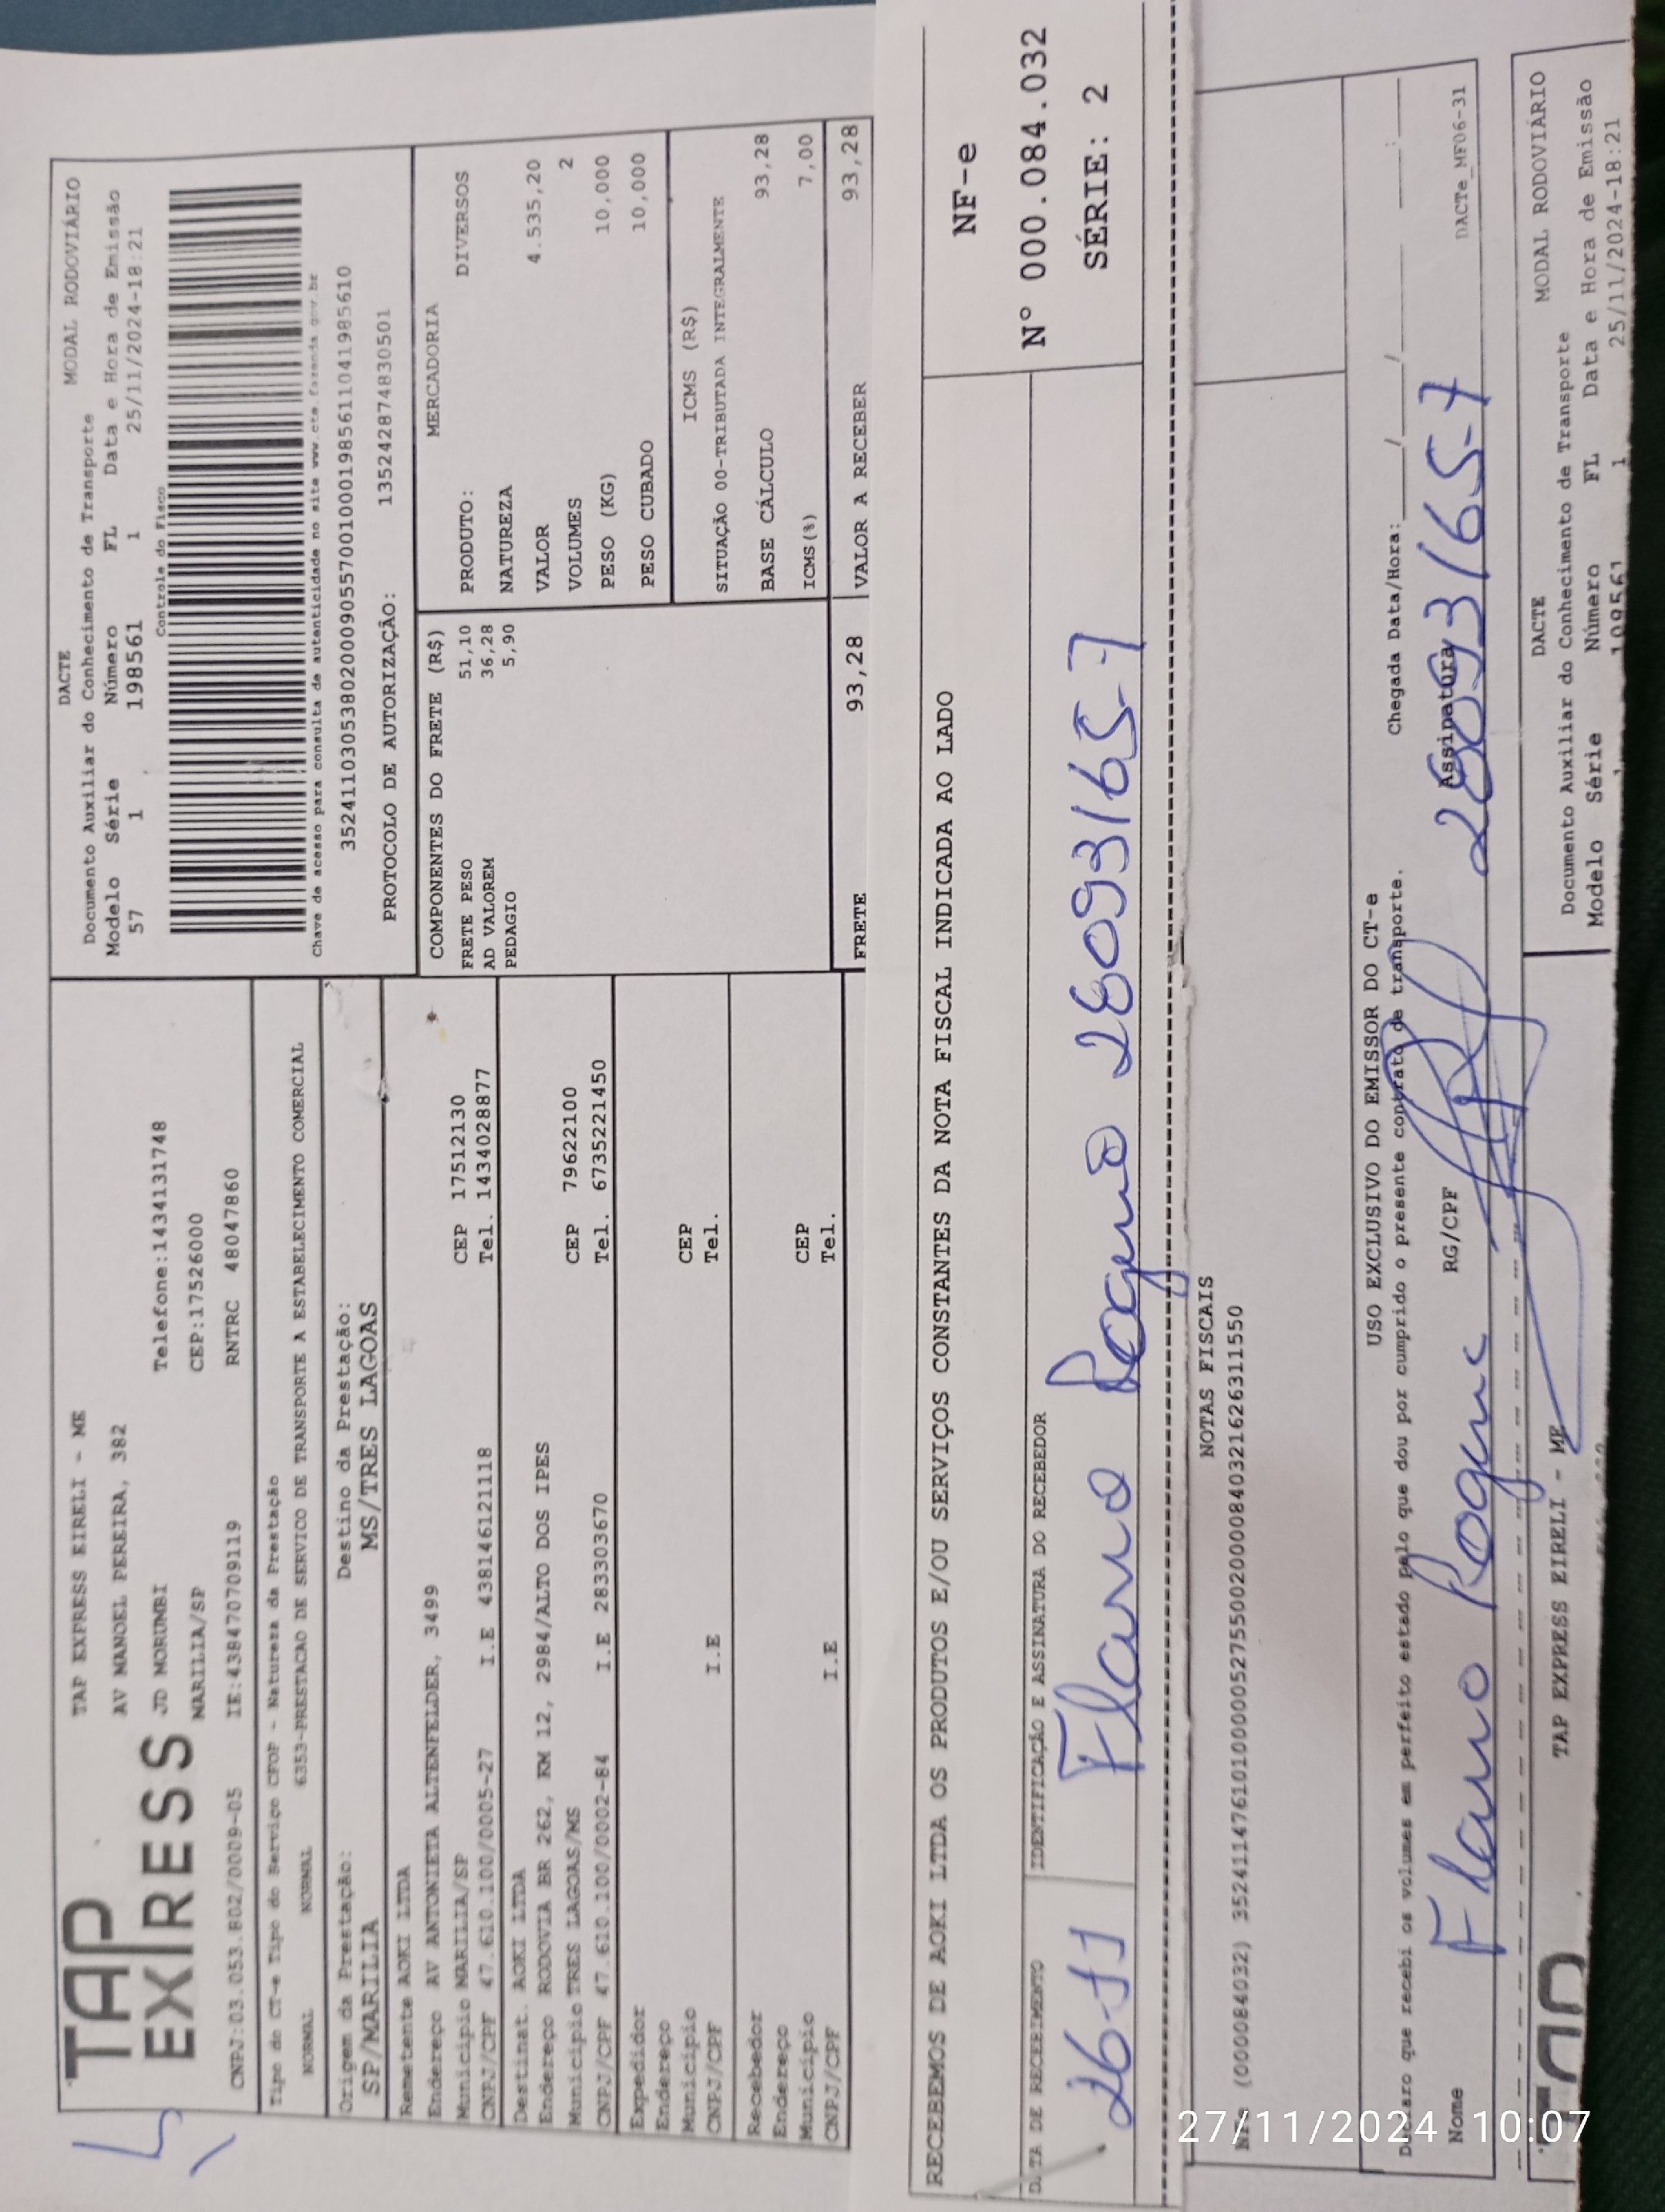 TAP EXPRESS
TAP EXPRESS EIRELI - ME
AV MANOEL PEREIRA, 382
JD MORUMBI Telefone:1434131748
MARILIA/SP CEP:17526000
CNPJ:03.053.802/0009-05 IE:438470709119 RNTRC 48047860
Tipo do CT-e Tipo do Serviço CFOP - Natureza da Prestação
NORMAL NORMAL 6353-PRESTACAO DE SERVICO DE TRANSPORTE A ESTABELECIMENTO COMERCIAL
Origem da Prestação: Destino da Prestação:
SP/MARILIA MS/TRES LAGOAS
Remetente AOKI LTDA
Endereço AV ANTONIETA ALTENFELDER, 3499
Municipio MARILIA/SP CEP 17512130
CNPJ/CPF 47.610.100/0005-27 I.E 438146121118 Tel. 1434028877
Destinat. AOKI LTDA
Endereço RODOVIA BR 262, KM 12, 2984/ALTO DOS IPES
Municipio TRES LAGOAS/MS CEP 79622100
CNPJ/CPF 47.610.100/0002-84 I.E 283303670 Tel. 6735221450
Expedidor
Endereço
Municipio CEP
CNPJ/CPF I.E Tel.
Recebedor
Endereço
Municipio CEP
CNPJ/CPF I.E Tel.
DACTE MODAL RODOVIÁRIO
Documento Auxiliar do Conhecimento de Transporte
Modelo Série Número FL Data e Hora de Emissão
57 1 198561 1 25/11/2024-18:21
Controle do Fisco
Chave de acesso para consulta de autenticidade no site www.cte.fazenda.gov.br
35241103053802000905570010001985611041985610
PROTOCOLO DE AUTORIZAÇÃO: 135242874830501
COMPONENTES DO FRETE (R$)
FRETE PESO 51,10
AD VALOREM 36,28
PEDAGIO 5,90
FRETE 93,28
MERCADORIA
PRODUTO: DIVERSOS
NATUREZA
VALOR 4.535,20
VOLUMES 2
PESO (KG) 10,000
PESO CUBADO 10,000
ICMS (R$)
SITUAÇÃO 00-TRIBUTADA INTEGRALMENTE
BASE CÁLCULO 93,28
ICMS(%) 7,00
VALOR A RECEBER 93,28
RECEBEMOS DE AOKI LTDA OS PRODUTOS E/OU SERVIÇOS CONSTANTES DA NOTA FISCAL INDICADA AO LADO
NF-e
Nº 000.084.032
SÉRIE: 2
DATA DE RECEBIMENTO IDENTIFICAÇÃO E ASSINATURA DO RECEBEDOR
26-11 28093165-7
NOTAS FISCAIS
(000084032) 35241147610100000527550020000840321626311550
USO EXCLUSIVO DO EMISSOR DO CT-e
Declaro que recebi os volumes em perfeito estado pelo que dou por cumprido o presente contrato de transporte. Chegada Data/Hora: __/__/__ __:__
Nome RG/CPF Assinatura
28093165-7
DACTe_MF06-31
TAP EXPRESS EIRELI - ME
DACTE MODAL RODOVIÁRIO
Documento Auxiliar do Conhecimento de Transporte
Modelo Série Número FL Data e Hora de Emissão
1 25/11/2024-18:21
27/11/2024 10:07